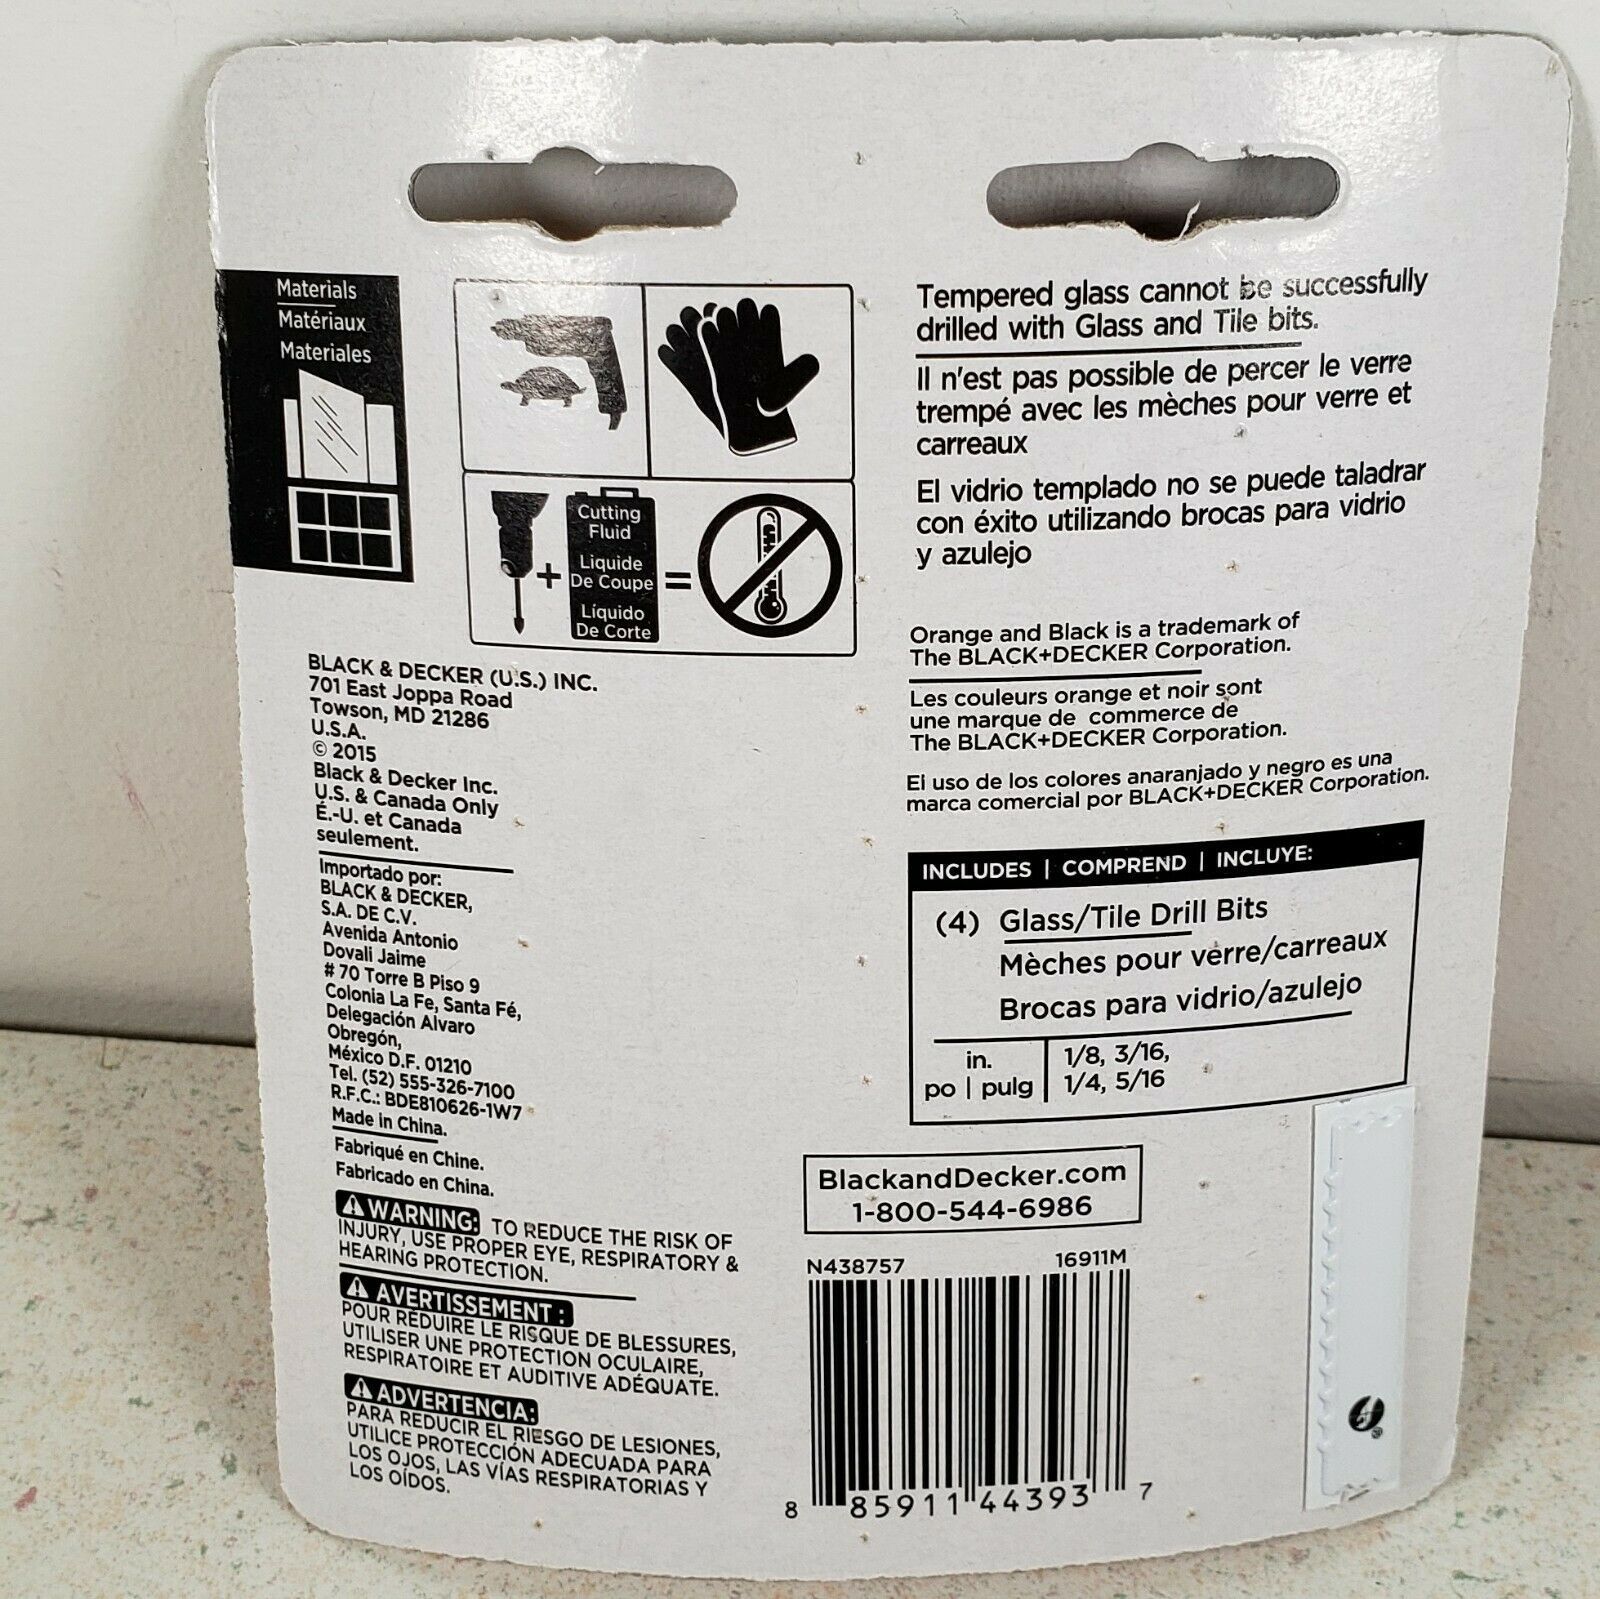 Materials
Matériaux
Materiales
Cutting
Fluid
Liquide
De Coupe
Líquido
De Corte
+
=
Tempered glass cannot be successfully
drilled with Glass and Tile bits.
Il n'est pas possible de percer le verre
trempé avec les mèches pour verre et
carreaux
El vidrio templado no se puede taladrar
con éxito utilizando brocas para vidrio
y azulejo
Orange and Black is a trademark of
The BLACK+DECKER Corporation.
Les couleurs orange et noir sont
une marque de commerce de
The BLACK+DECKER Corporation.
El uso de los colores anaranjado y negro es una
marca comercial por BLACK+DECKER Corporation.
BLACK & DECKER (U.S.) INC.
701 East Joppa Road
Towson, MD 21286
U.S.A.
© 2015
Black & Decker Inc.
U.S. & Canada Only
É.-U. et Canada
seulement.
Importado por:
BLACK & DECKER,
S.A. DE C.V.
Avenida Antonio
Dovali Jaime
# 70 Torre B Piso 9
Colonia La Fe, Santa Fé,
Delegación Alvaro
Obregón,
México D.F. 01210
Tel. (52) 555-326-7100
R.F.C.: BDE810626-1W7
Made in China.
Fabriqué en Chine.
Fabricado en China.
WARNING: TO REDUCE THE RISK OF
INJURY, USE PROPER EYE, RESPIRATORY &
HEARING PROTECTION.
AVERTISSEMENT :
POUR RÉDUIRE LE RISQUE DE BLESSURES,
UTILISER UNE PROTECTION OCULAIRE,
RESPIRATOIRE ET AUDITIVE ADÉQUATE.
ADVERTENCIA:
PARA REDUCIR EL RIESGO DE LESIONES,
UTILICE PROTECCIÓN ADECUADA PARA
LOS OJOS, LAS VÍAS RESPIRATORIAS Y
LOS OÍDOS.
INCLUDES | COMPREND | INCLUYE:
(4) Glass/Tile Drill Bits
Mèches pour verre/carreaux
Brocas para vidrio/azulejo
in. 1/8, 3/16,
po | pulg 1/4, 5/16
BlackandDecker.com
1-800-544-6986
N438757 16911M
8 85911 44393 7